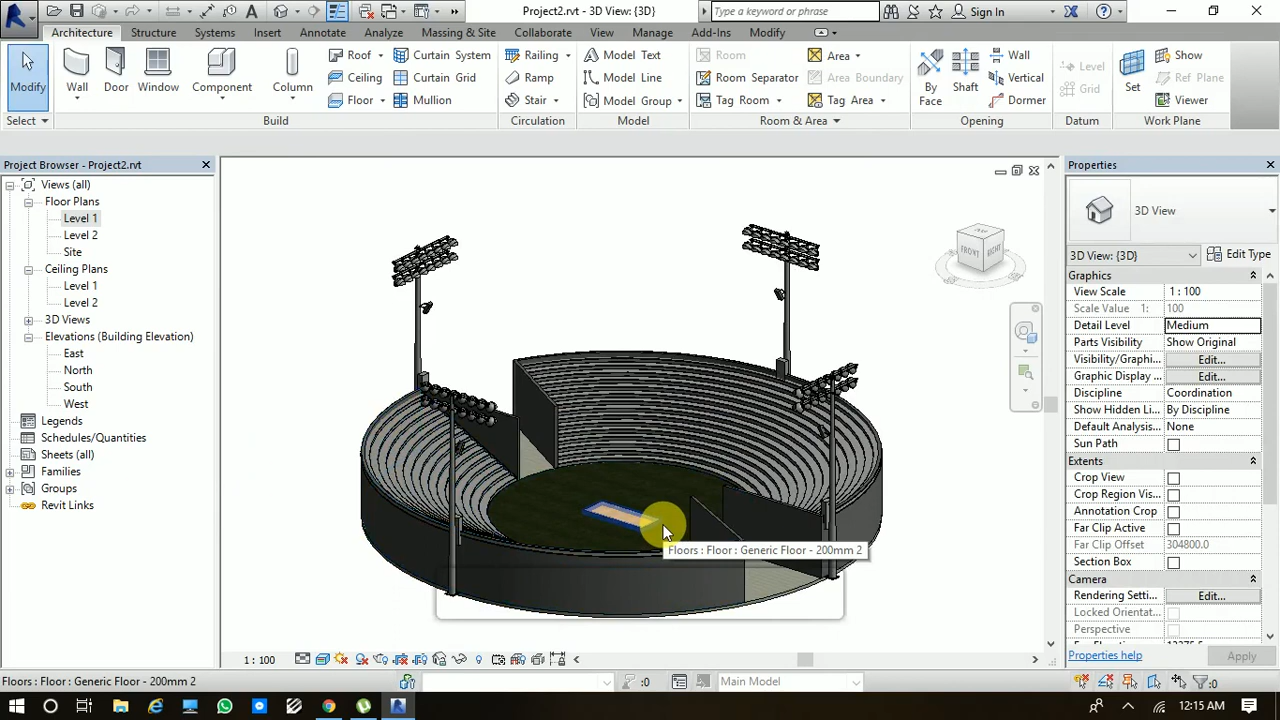 Project2.rvt - 3D View: {3D}
Type a keyword or phrase
Sign In
Architecture Structure Systems Insert Annotate Analyze Massing & Site Collaborate View Manage Add-Ins Modify
Modify
Wall
Door
Window
Component
Column
Roof
Ceiling
Floor
Curtain System
Curtain Grid
Mullion
Railing
Ramp
Stair
Model Text
Model Line
Model Group
Room
Room Separator
Tag Room
Area
Area Boundary
Tag Area
By Face
Shaft
Wall
Vertical
Dormer
Level
Grid
Set
Show
Ref Plane
Viewer
Select Build Circulation Model Room & Area Opening Datum Work Plane
Project Browser - Project2.rvt
Views (all)
Floor Plans
Level 1
Level 2
Site
Ceiling Plans
Level 1
Level 2
3D Views
Elevations (Building Elevation)
East
North
South
West
Legends
Schedules/Quantities
Sheets (all)
Families
Groups
Revit Links
FRONT RIGHT
Floors : Floor : Generic Floor - 200mm 2
Properties
3D View
3D View: {3D} Edit Type
Graphics
View Scale 1 : 100
Scale Value 1: 100
Detail Level Medium
Parts Visibility Show Original
Visibility/Graphi... Edit...
Graphic Display ... Edit...
Discipline Coordination
Show Hidden Li... By Discipline
Default Analysis... None
Sun Path
Extents
Crop View
Crop Region Vis...
Annotation Crop
Far Clip Active
Far Clip Offset 304800.0
Section Box
Camera
Rendering Setti... Edit...
Locked Orientat...
Perspective
Properties help Apply
1 : 100
Floors : Floor : Generic Floor - 200mm 2
:0
Main Model
:0
12:15 AM